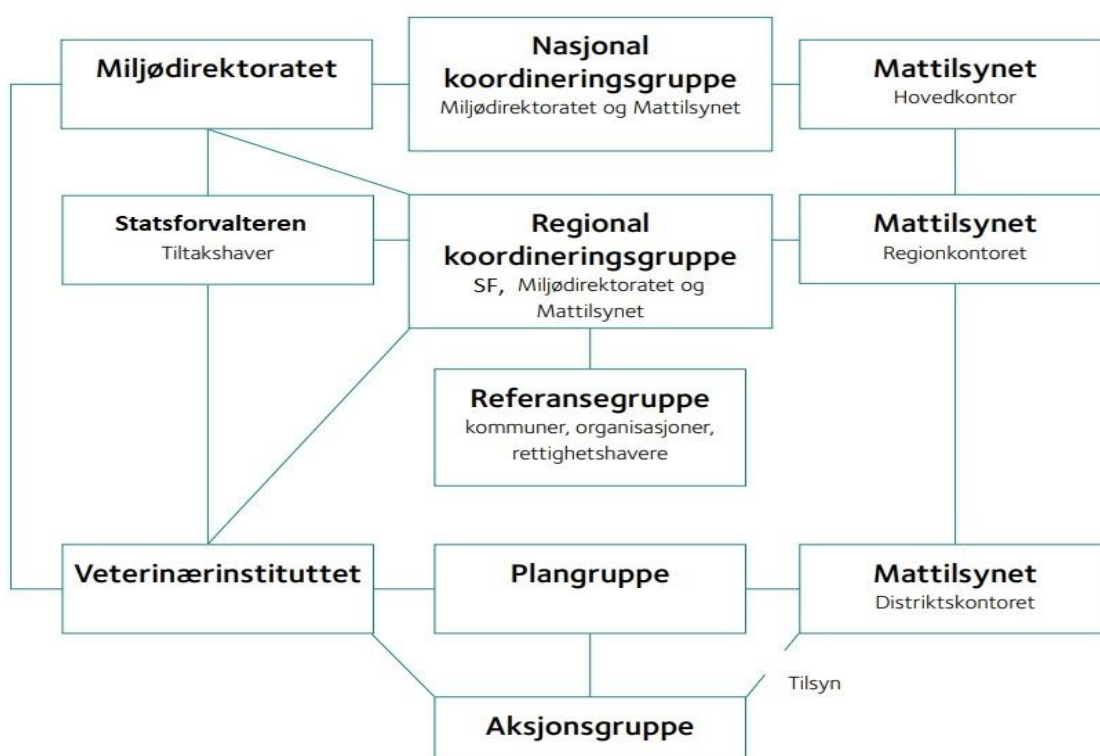 Miljødirektoratet
Nasjonal
koordineringsgruppe
Miljødirektoratet og Mattilsynet
Mattilsynet
Hovedkontor
Statsforvalteren
Tiltakshaver
Regional
koordineringsgruppe
SF, Miljødirektoratet og
Mattilsynet
Mattilsynet
Regionkontoret
Referansegruppe
kommuner, organisasjoner,
rettighetshavere
Veterinærinstituttet
Plangruppe
Mattilsynet
Distriktskontoret
Tilsyn
Aksjonsgruppe